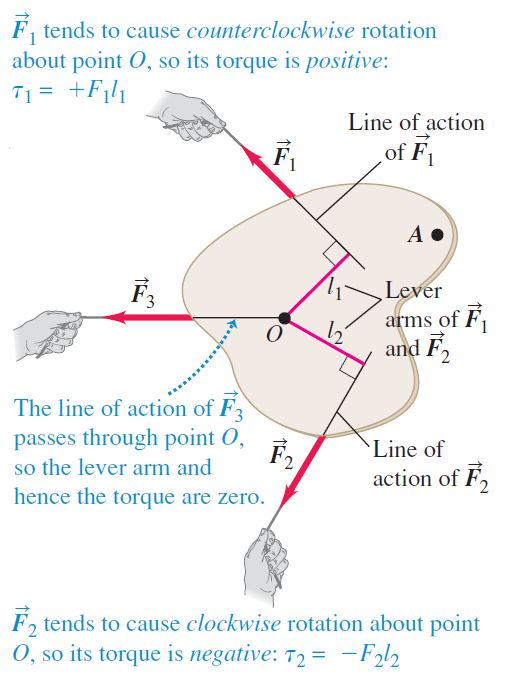 F⃗₁ tends to cause counterclockwise rotation
about point O, so its torque is positive:
τ₁ = +F₁l₁
Line of action
of F⃗₁
F⃗₁
A
F⃗₃
l₁
Lever
arms of F⃗₁
and F⃗₂
O
l₂
The line of action of F⃗₃
passes through point O,
so the lever arm and
hence the torque are zero.
F⃗₂
Line of
action of F⃗₂
F⃗₂ tends to cause clockwise rotation about point
O, so its torque is negative: τ₂ = −F₂l₂